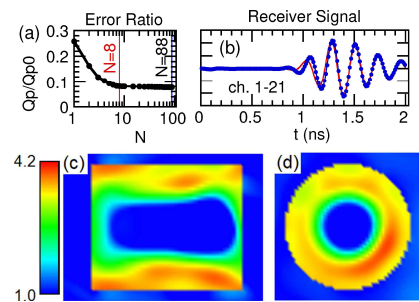 Error Ratio
Receiver Signal
(a)
(b)
0.3
0.2
0.1
0
Qp/Qp0
N=8
N=88
1
10
100
N
ch. 1-21
0
0.5
1
1.5
2
t (ns)
4.2
1.0
(c)
(d)